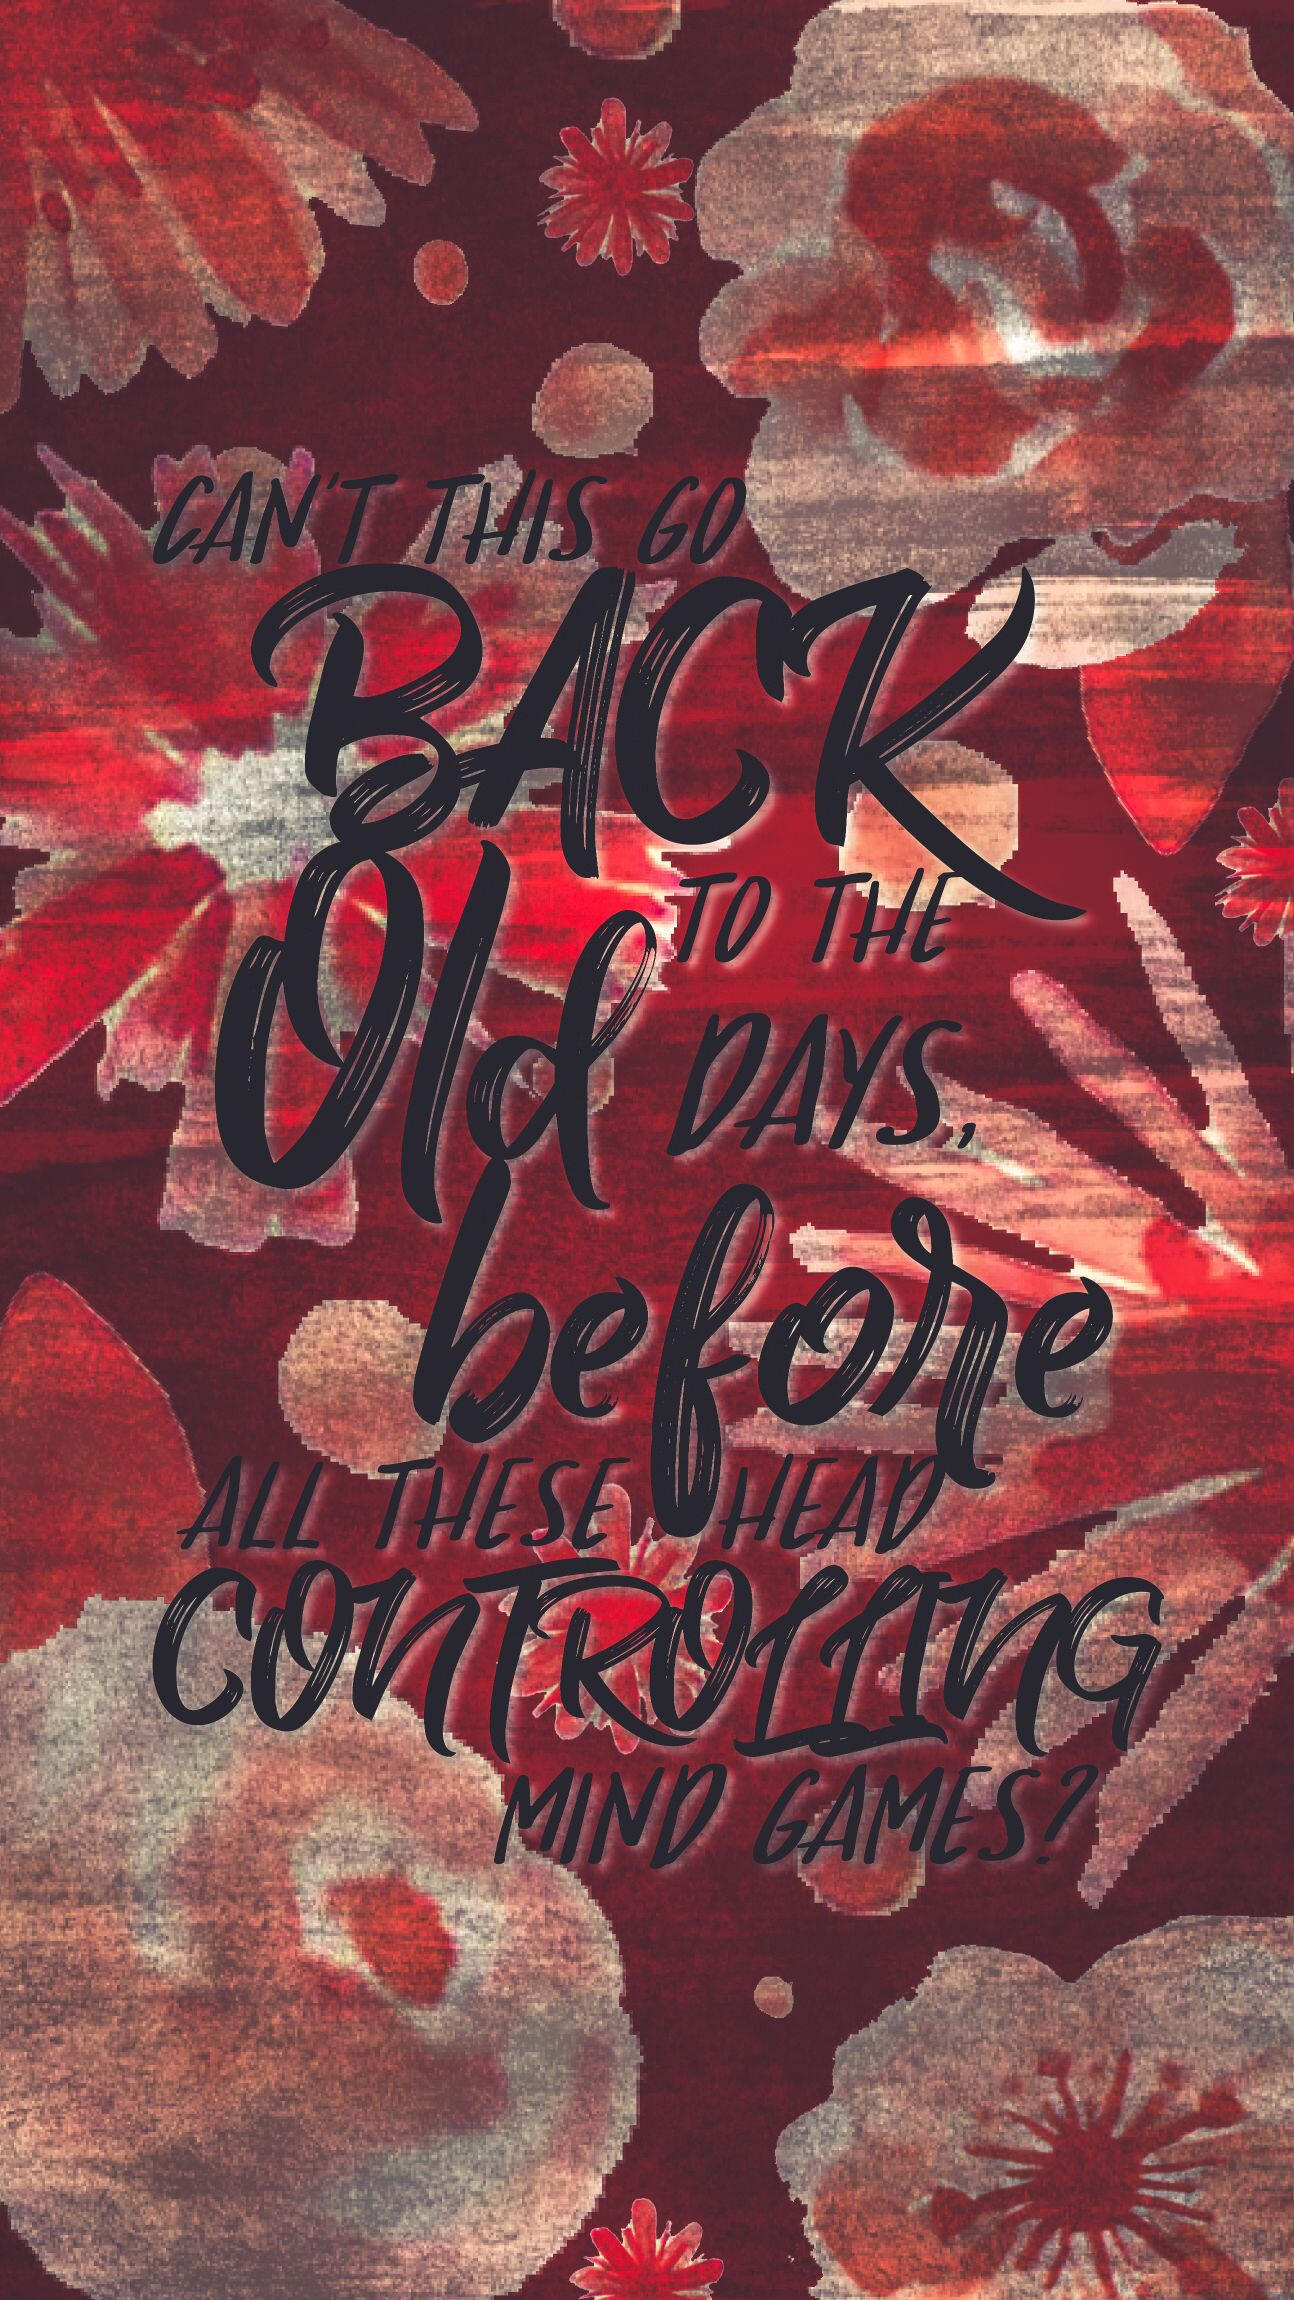 CAN'T THIS GO
BACK
TO THE
Old DAYS,
before
ALL THESE HEAD
CONTROLLING
MIND GAMES?